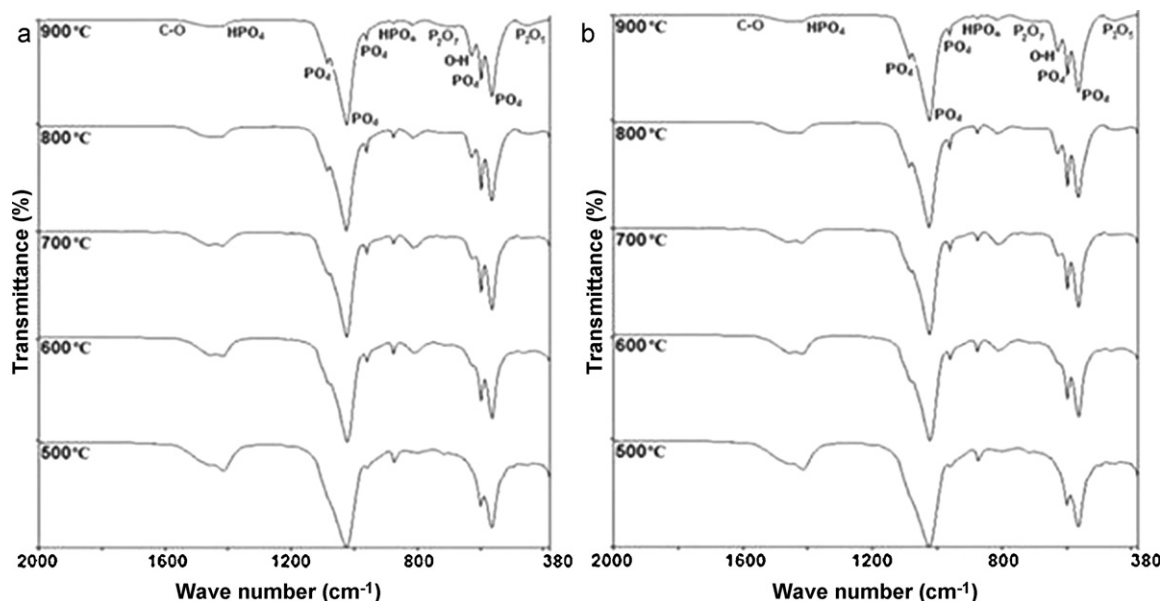 a
900°C
C-O
HPO₄
PO₄
PO₄
PO₄
HPO₄
P₂O₇
O-H
PO₄
PO₄
P₂O₅
800°C
700°C
600°C
500°C
Transmittance (%)
2000 1600 1200 800 380
Wave number (cm⁻¹)
b
900°C
C-O
HPO₄
PO₄
PO₄
PO₄
HPO₄
P₂O₇
O-H
PO₄
PO₄
P₂O₅
800°C
700°C
600°C
500°C
Transmittance (%)
2000 1600 1200 800 380
Wave number (cm⁻¹)